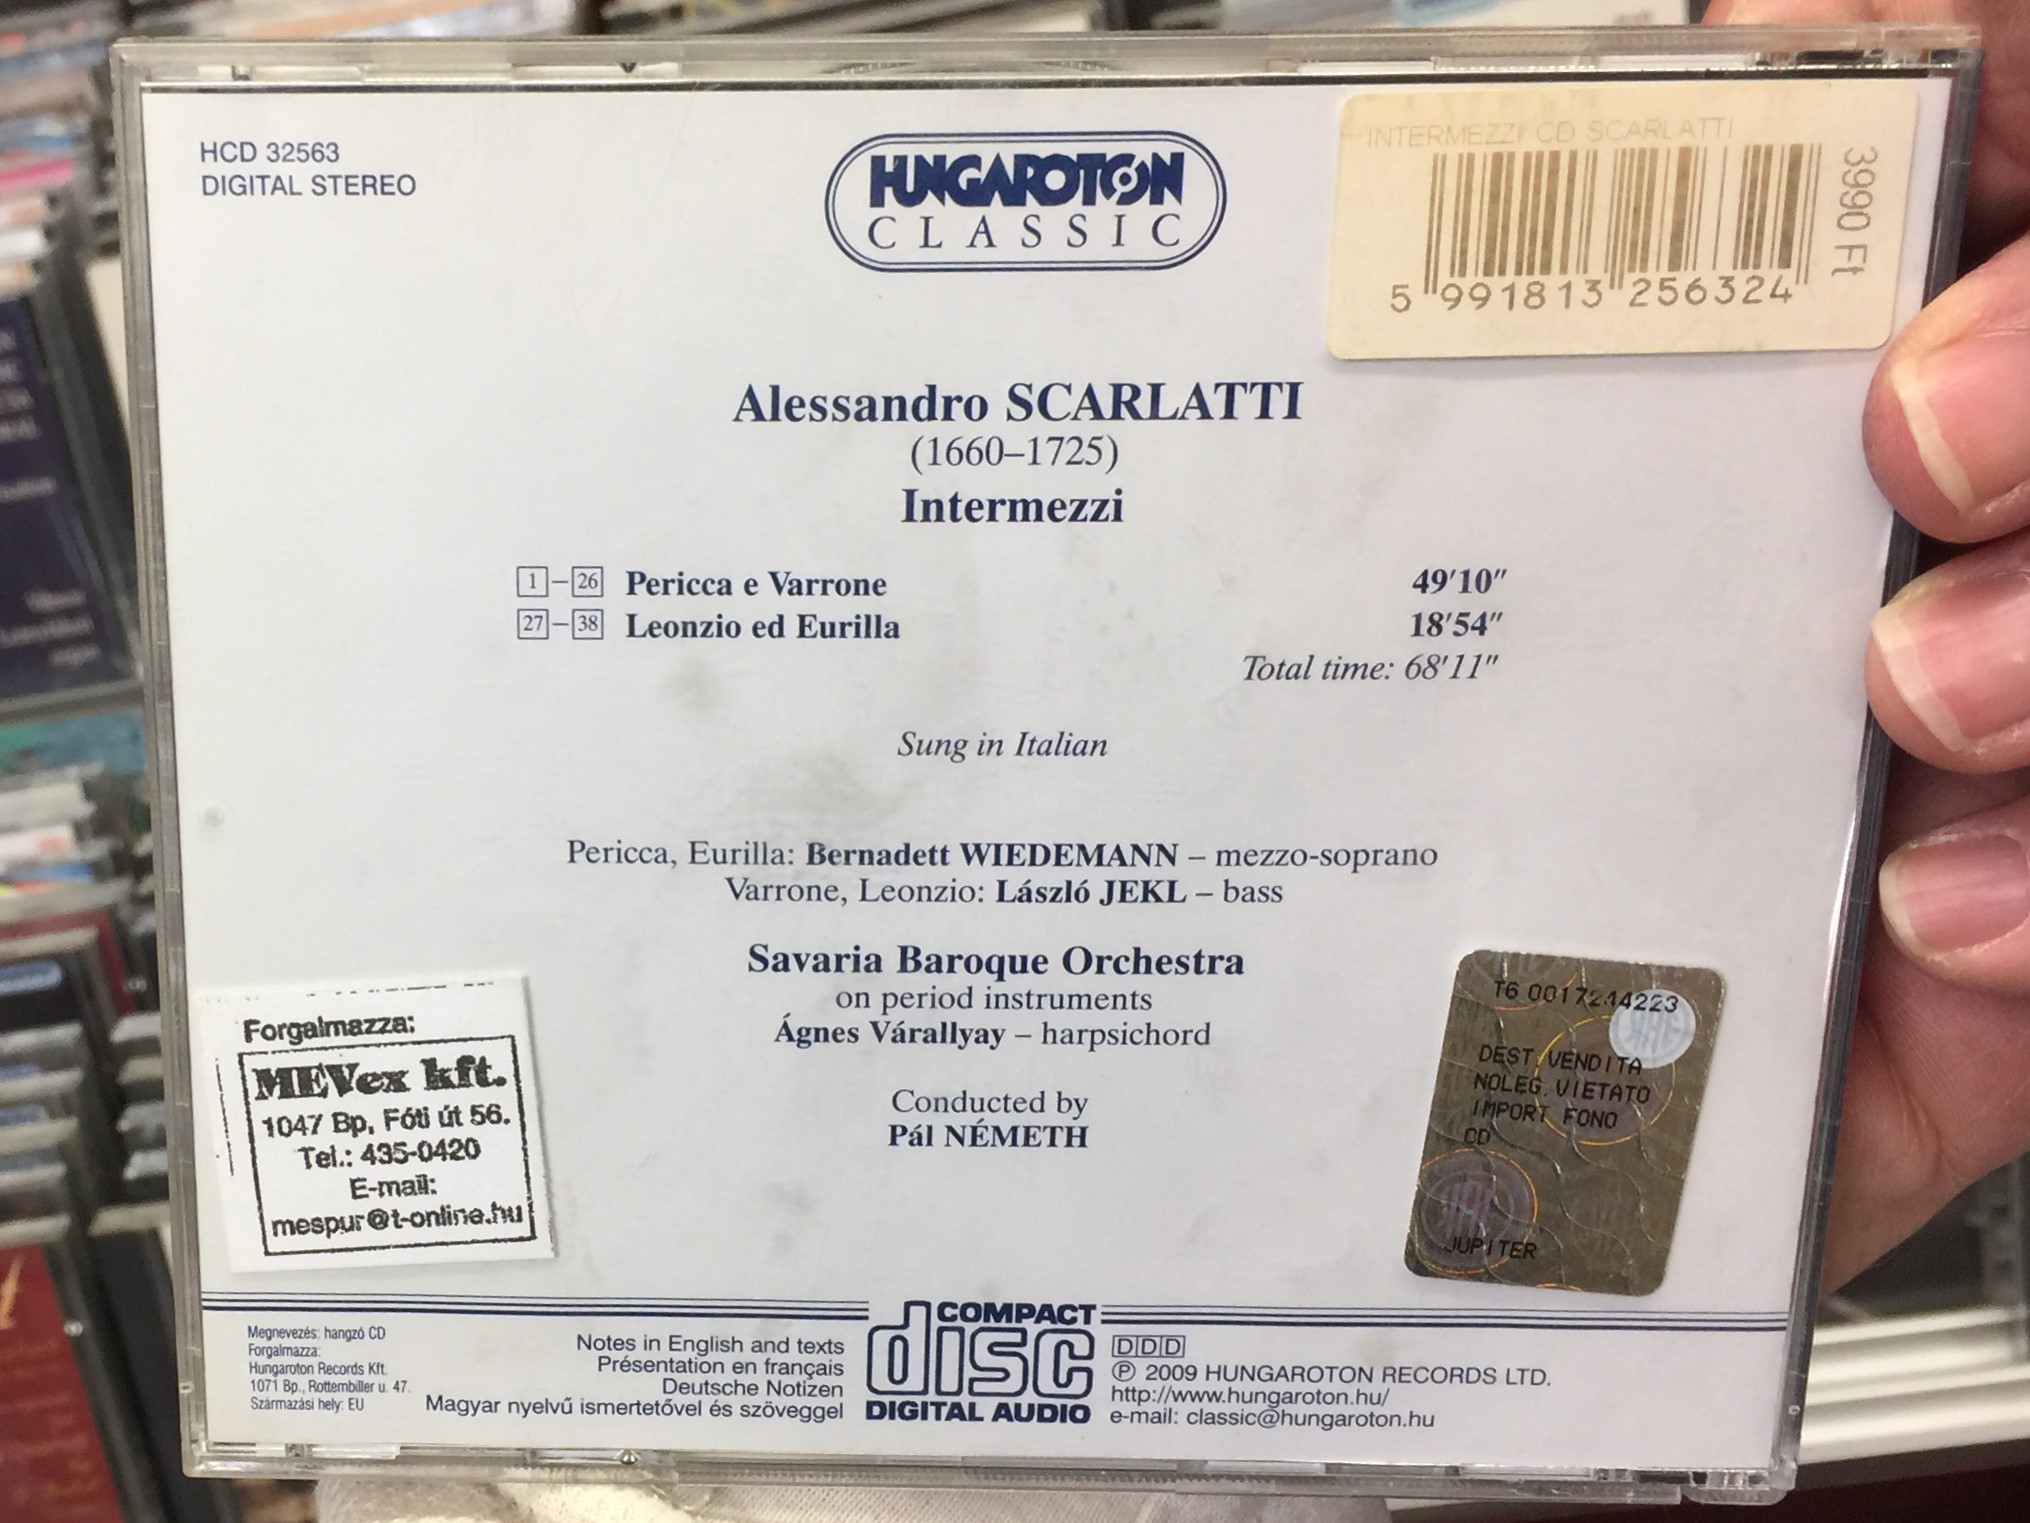 HCD 32563
DIGITAL STEREO
HUNGAROTON
CLASSIC
INTERMEZZI CD SCARLATTI
3990 Ft
5 991813 256324
Alessandro SCARLATTI
(1660–1725)
Intermezzi
1–26 Pericca e Varrone 49'10"
27–38 Leonzio ed Eurilla 18'54"
Total time: 68'11"
Sung in Italian
Pericca, Eurilla: Bernadett WIEDEMANN – mezzo-soprano
Varrone, Leonzio: László JEKL – bass
Savaria Baroque Orchestra
on period instruments
Ágnes Várallyay – harpsichord
Conducted by
Pál NÉMETH
Forgalmazza:
MEVex kft.
1047 Bp, Fóti út 56.
Tel.: 435-0420
E-mail:
mespur@t-online.hu
T6 0017244223
DEST.VENDITA
NOLEG.VIETATO
IMPORT FONO
CD
JUPITER
Megnevezés: hangzó CD
Forgalmazza:
Hungaroton Records Kft.
1071 Bp., Rottembiller u. 47.
Származási hely: EU
Notes in English and texts
Présentation en français
Deutsche Notizen
Magyar nyelvű ismertetővel és szöveggel
COMPACT
disc
DIGITAL AUDIO
DDD
℗ 2009 HUNGAROTON RECORDS LTD.
http://www.hungaroton.hu/
e-mail: classic@hungaroton.hu